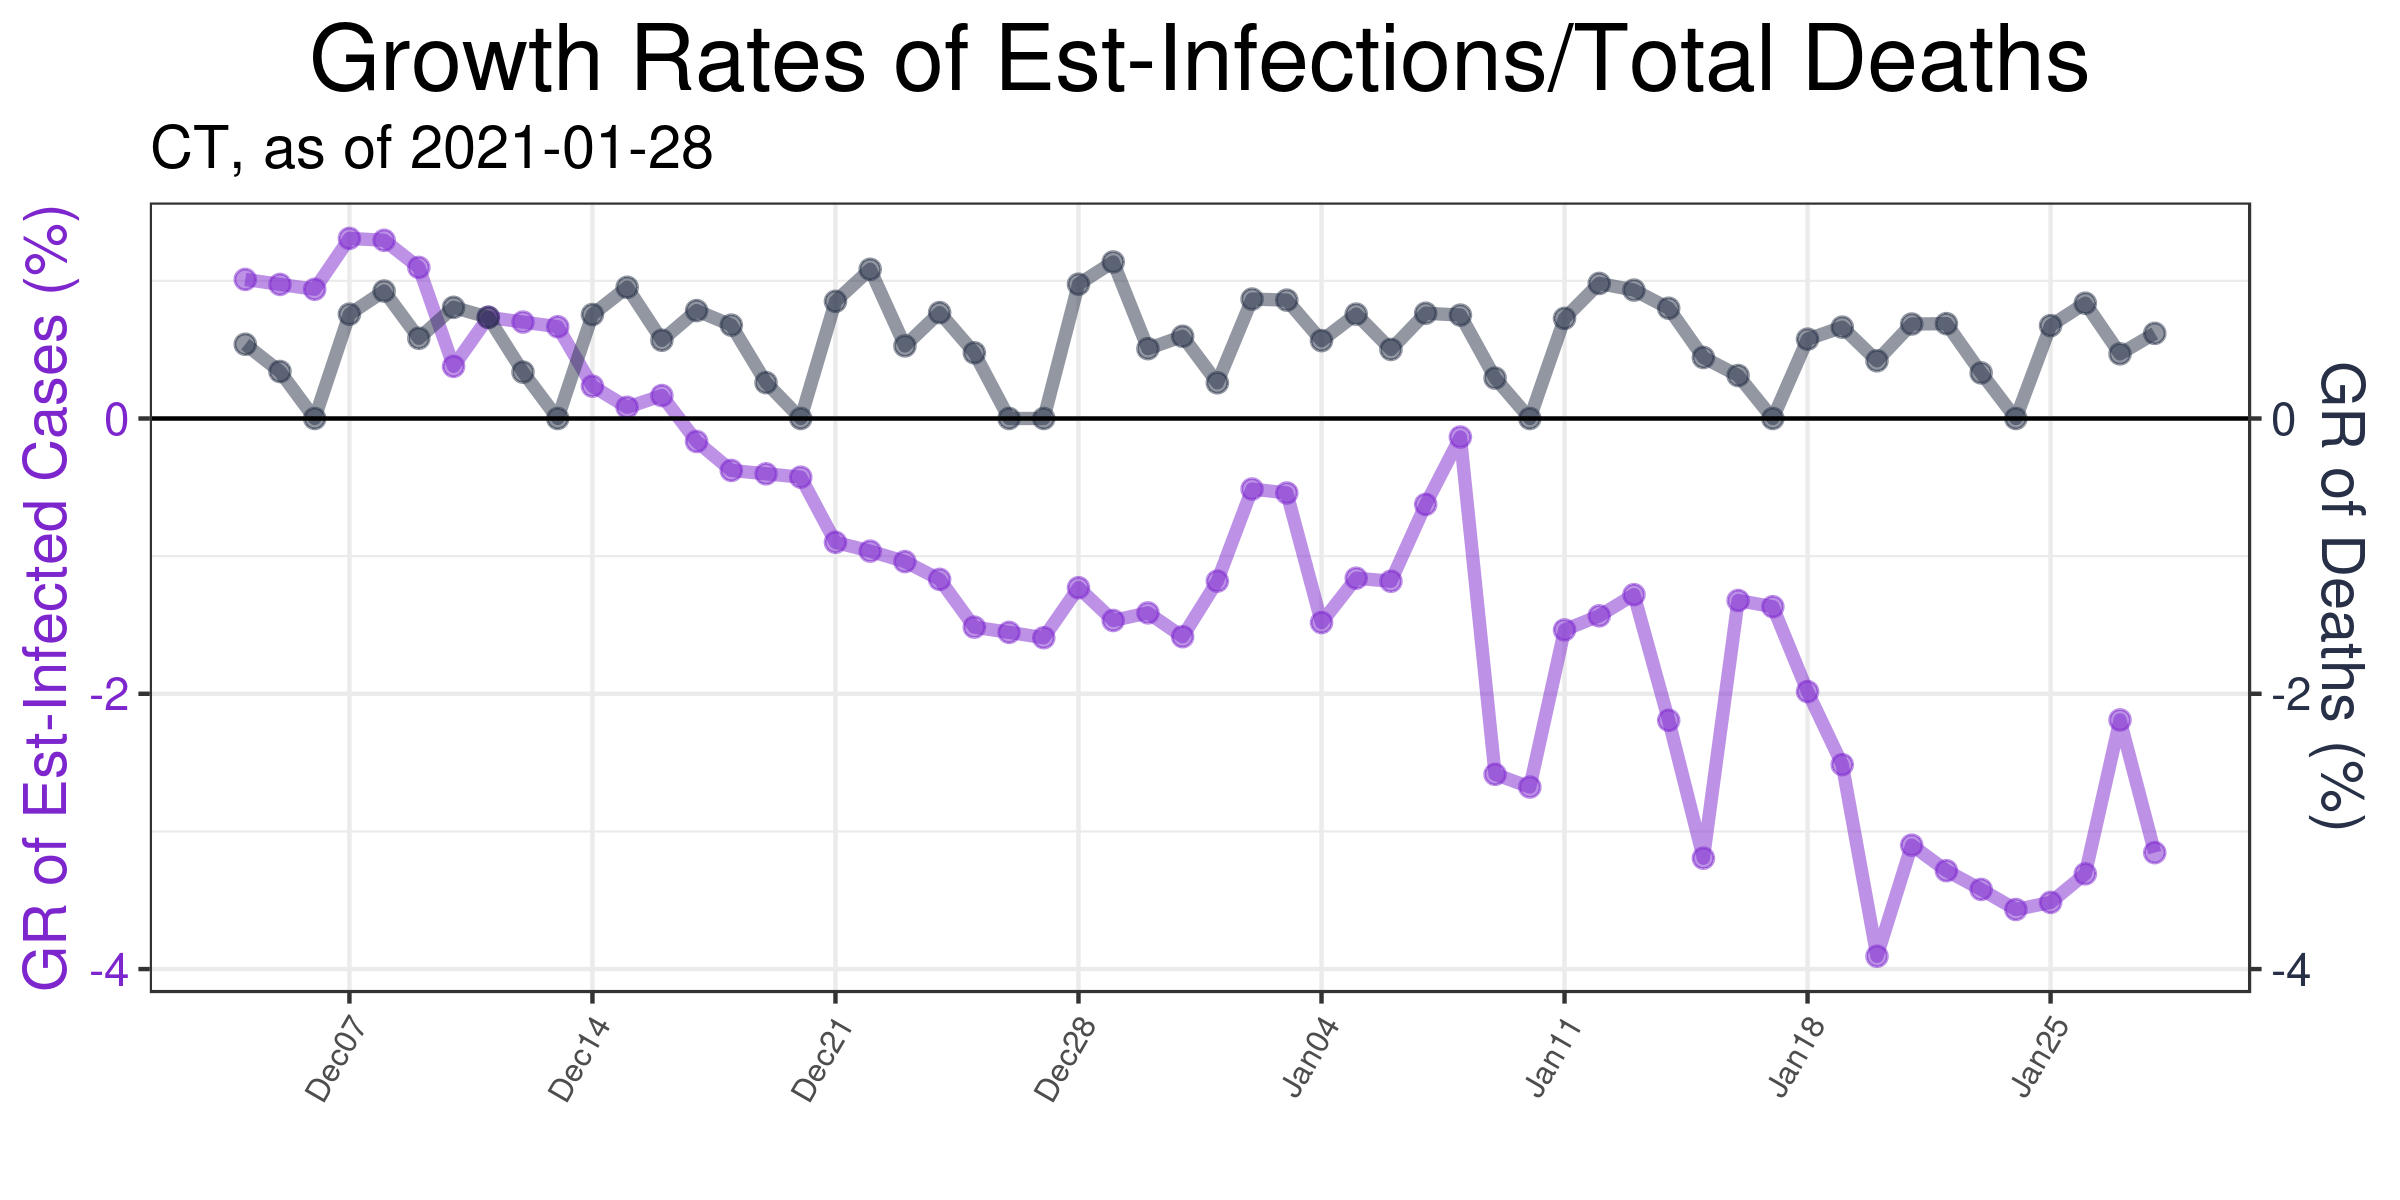 Growth Rates of Est-Infections/Total Deaths
CT, as of 2021-01-28
GR of Est-Infected Cases (%)
0
-2
-4
0
-2
-4
GR of Deaths (%)
Dec07
Dec14
Dec21
Dec28
Jan04
Jan11
Jan18
Jan25